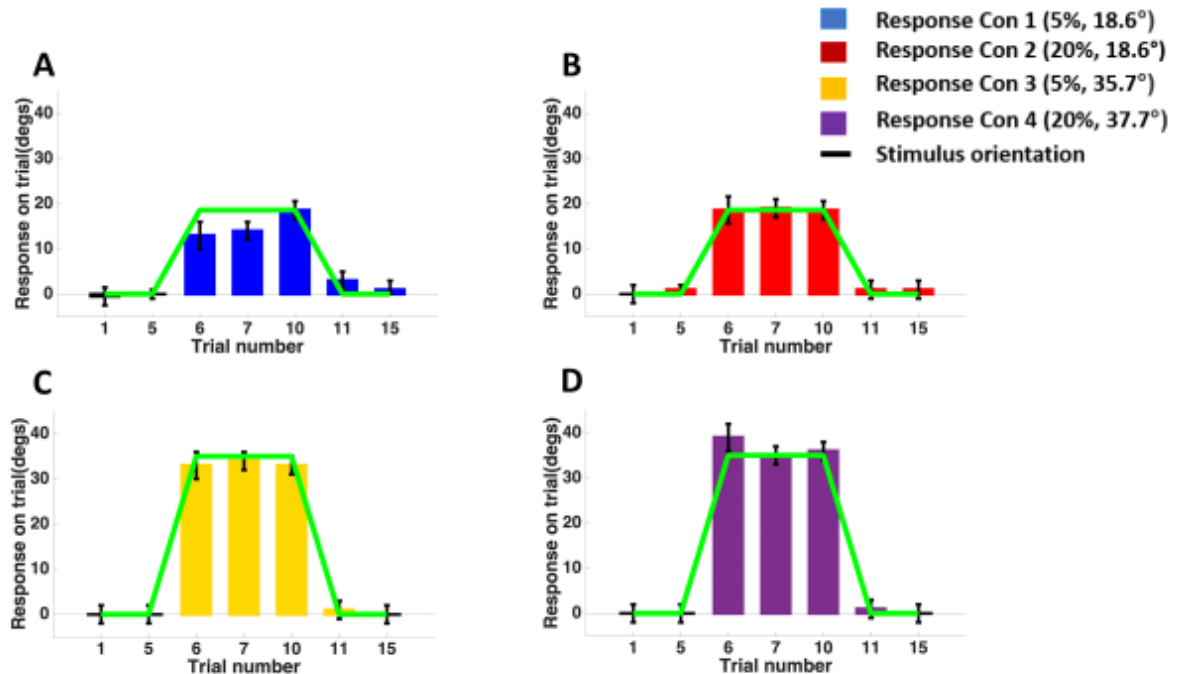 Response Con 1 (5%, 18.6°)
Response Con 2 (20%, 18.6°)
Response Con 3 (5%, 35.7°)
Response Con 4 (20%, 37.7°)
Stimulus orientation
A
Response on trial(degs)
40
30
20
10
0
1 5 6 7 10 11 15
Trial number
B
Response on trial(degs)
40
30
20
10
0
1 5 6 7 10 11 15
Trial number
C
Response on trial(degs)
40
30
20
10
0
1 5 6 7 10 11 15
Trial number
D
Response on trial(degs)
40
30
20
10
0
1 5 6 7 10 11 15
Trial number